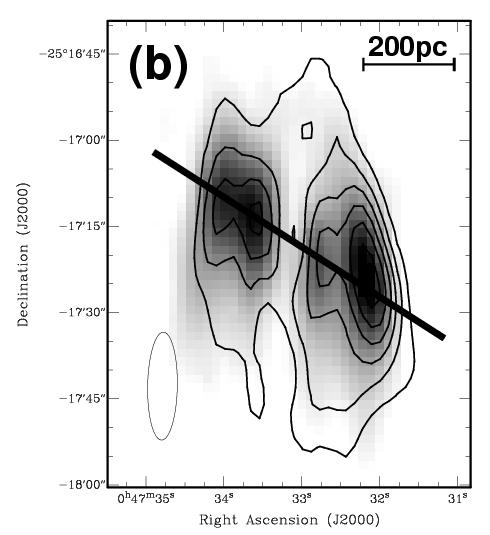 (b)
200pc
−25°16′45″
−17′00″
−17′15″
−17′30″
−17′45″
−18′00″
Declination (J2000)
0ʰ47ᵐ35ˢ 34ˢ 33ˢ 32ˢ 31ˢ
Right Ascension (J2000)